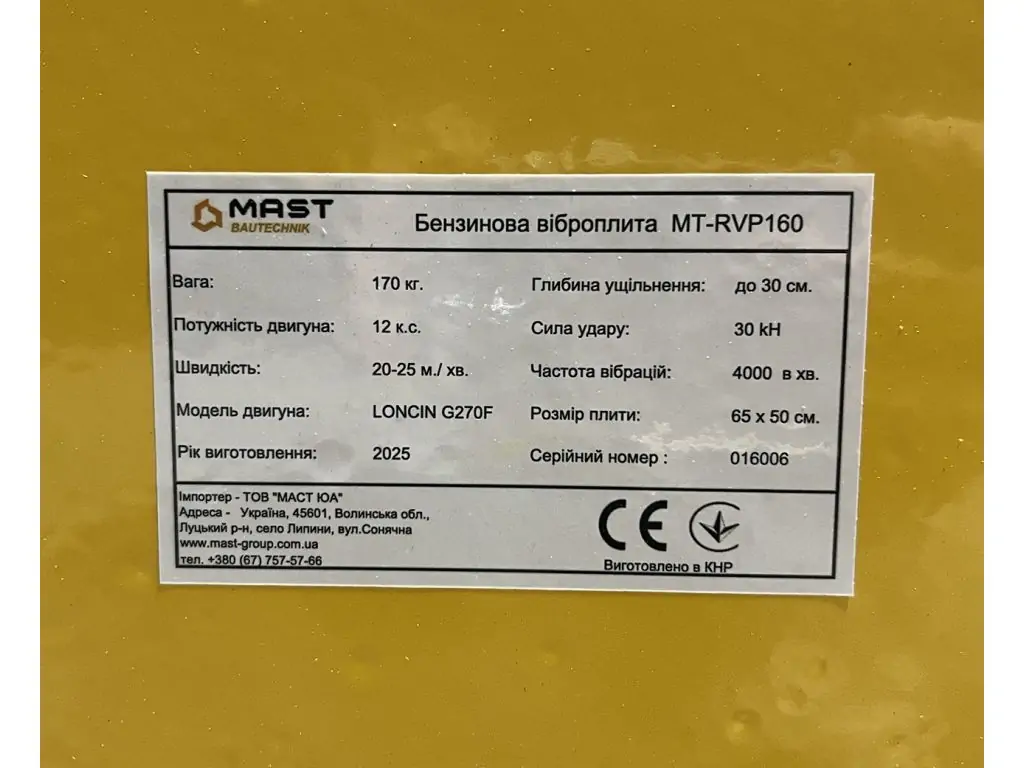 MAST
BAUTECHNIK
Бензинова віброплита MT-RVP160
Вага: 170 кг. Глибина ущільнення: до 30 см.
Потужність двигуна: 12 к.с. Сила удару: 30 kH
Швидкість: 20-25 м./ хв. Частота вібрацій: 4000 в хв.
Модель двигуна: LONCIN G270F Розмір плити: 65 х 50 см.
Рік виготовлення: 2025 Серійний номер : 016006
Імпортер - ТОВ "МАСТ ЮА"
Адреса - Україна, 45601, Волинська обл.,
Луцький р-н, село Липини, вул.Сонячна
www.mast-group.com.ua
тел. +380 (67) 757-57-66
CE
Виготовлено в КНР